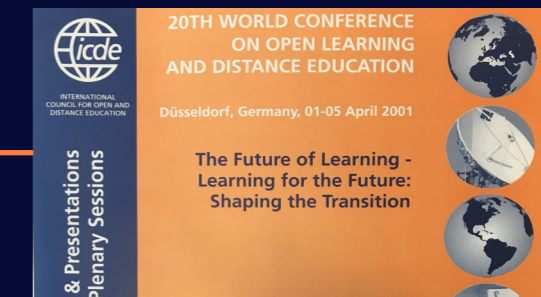 icde
INTERNATIONAL
COUNCIL FOR OPEN AND
DISTANCE EDUCATION
20TH WORLD CONFERENCE
ON OPEN LEARNING
AND DISTANCE EDUCATION
Düsseldorf, Germany, 01-05 April 2001
The Future of Learning -
Learning for the Future:
Shaping the Transition
& Presentations
Plenary Sessions